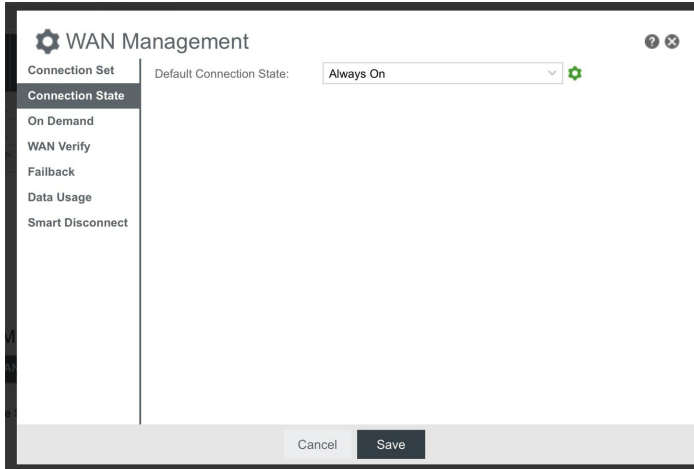 WAN Management
Connection Set
Default Connection State: Always On
Connection State
On Demand
WAN Verify
Failback
Data Usage
Smart Disconnect
Cancel Save